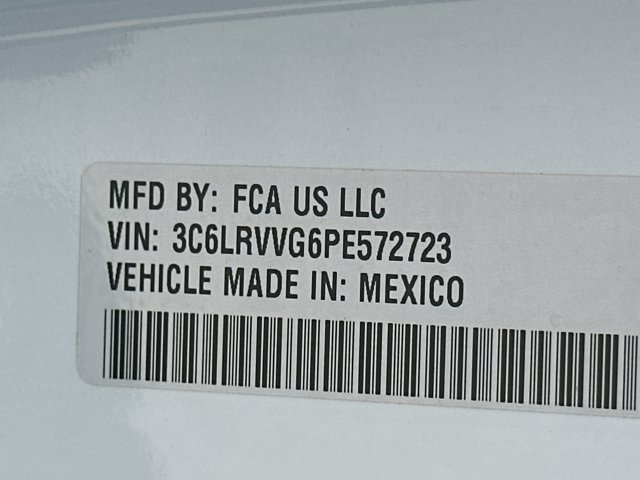 MFD BY: FCA US LLC
VIN: 3C6LRVVG6PE572723
VEHICLE MADE IN: MEXICO